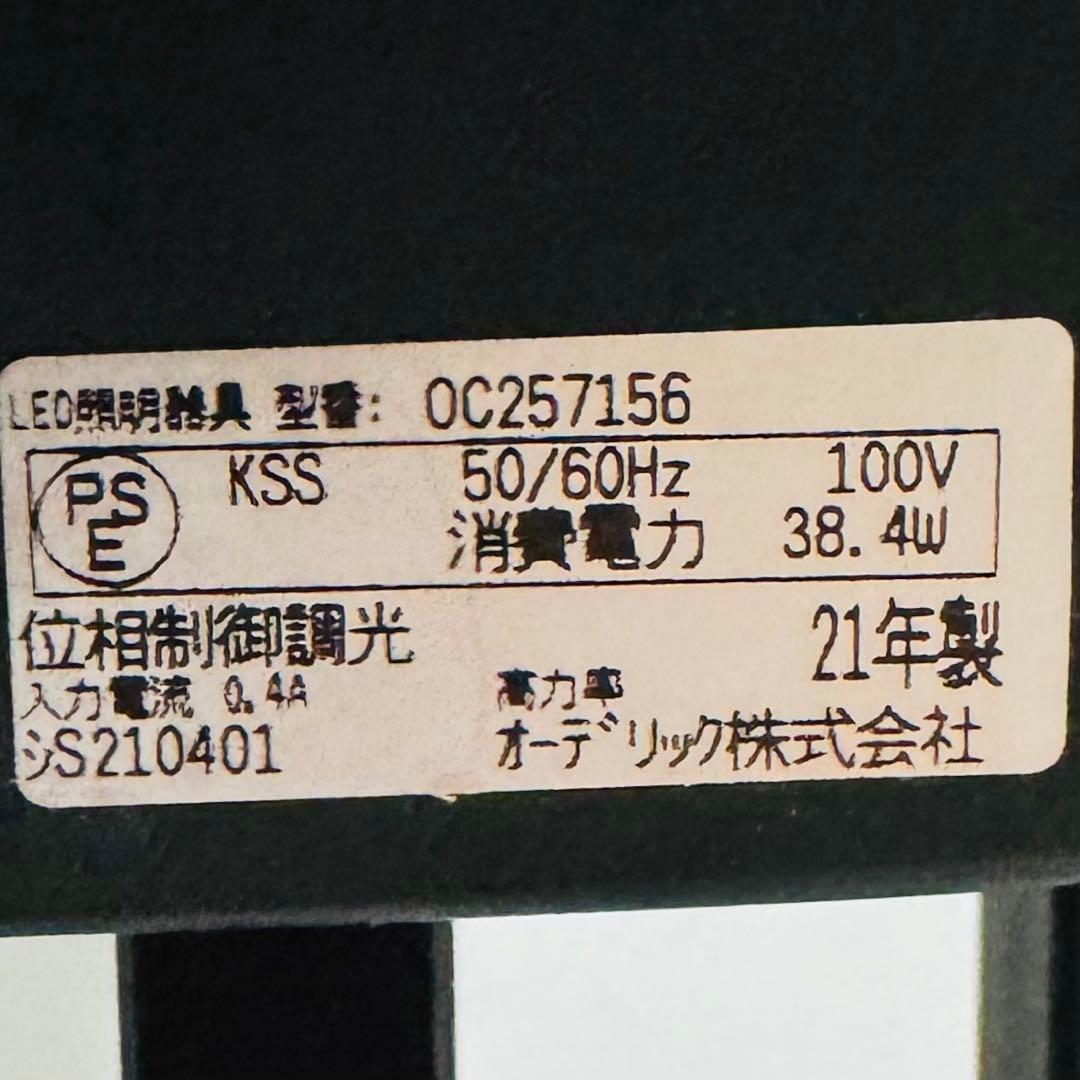 LED照明器具 型番: OC257156
PS E KSS 50/60Hz 100V
消費電力 38.4W
位相制御調光 21年製
入力電流 0.4A 高力率
シS210401 オーデリック株式会社